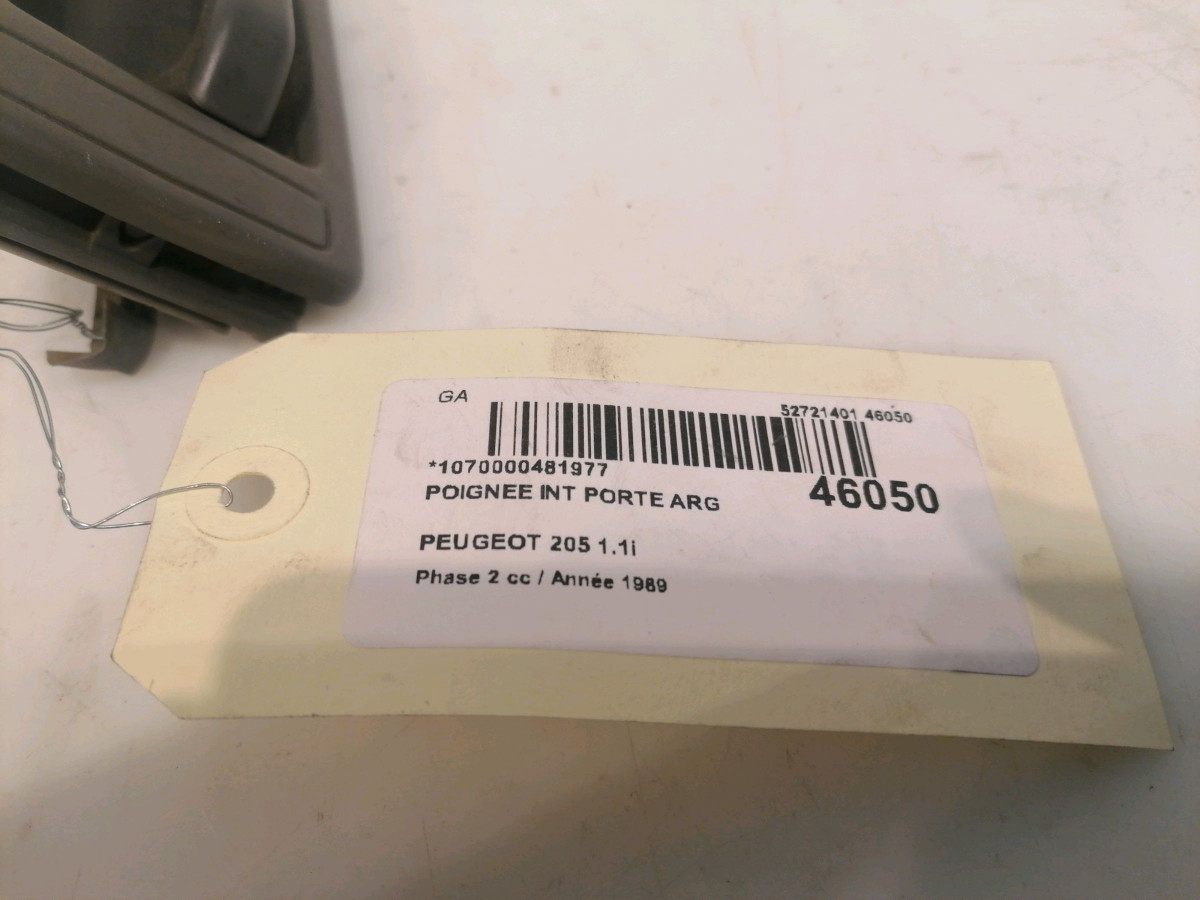 GA
52721401 46050
*1070000481977
46050
POIGNEE INT PORTE ARG
PEUGEOT 205 1.1i
Phase 2 cc / Année 1989